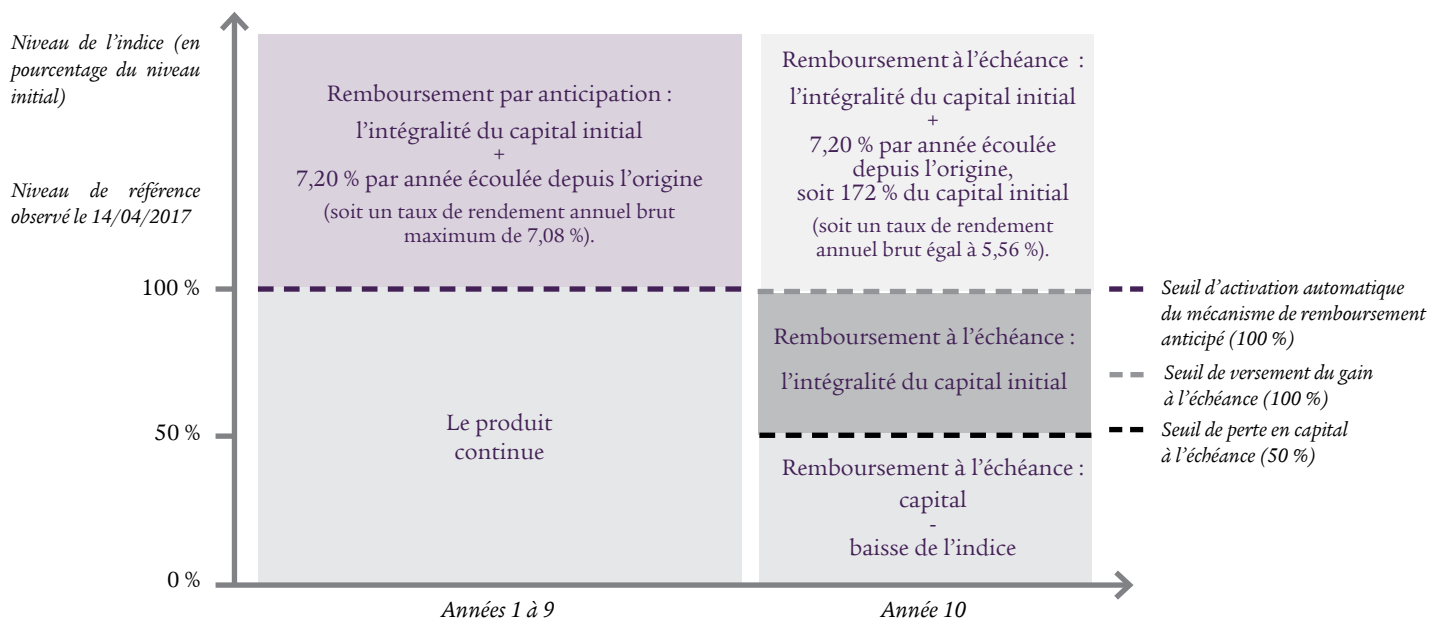 Niveau de l'indice (en
pourcentage du niveau
initial)
Niveau de référence
observé le 14/04/2017
100 %
50 %
0 %
Remboursement par anticipation :
l'intégralité du capital initial
+
7,20 % par année écoulée depuis l'origine
(soit un taux de rendement annuel brut
maximum de 7,08 %).
Le produit
continue
Remboursement à l'échéance :
l'intégralité du capital initial
+
7,20 % par année écoulée
depuis l'origine,
soit 172 % du capital initial
(soit un taux de rendement
annuel brut égal à 5,56 %).
Remboursement à l'échéance :
l'intégralité du capital initial
Remboursement à l'échéance :
capital
-
baisse de l'indice
Seuil d'activation automatique
du mécanisme de remboursement
anticipé (100 %)
Seuil de versement du gain
à l'échéance (100 %)
Seuil de perte en capital
à l'échéance (50 %)
Années 1 à 9
Année 10